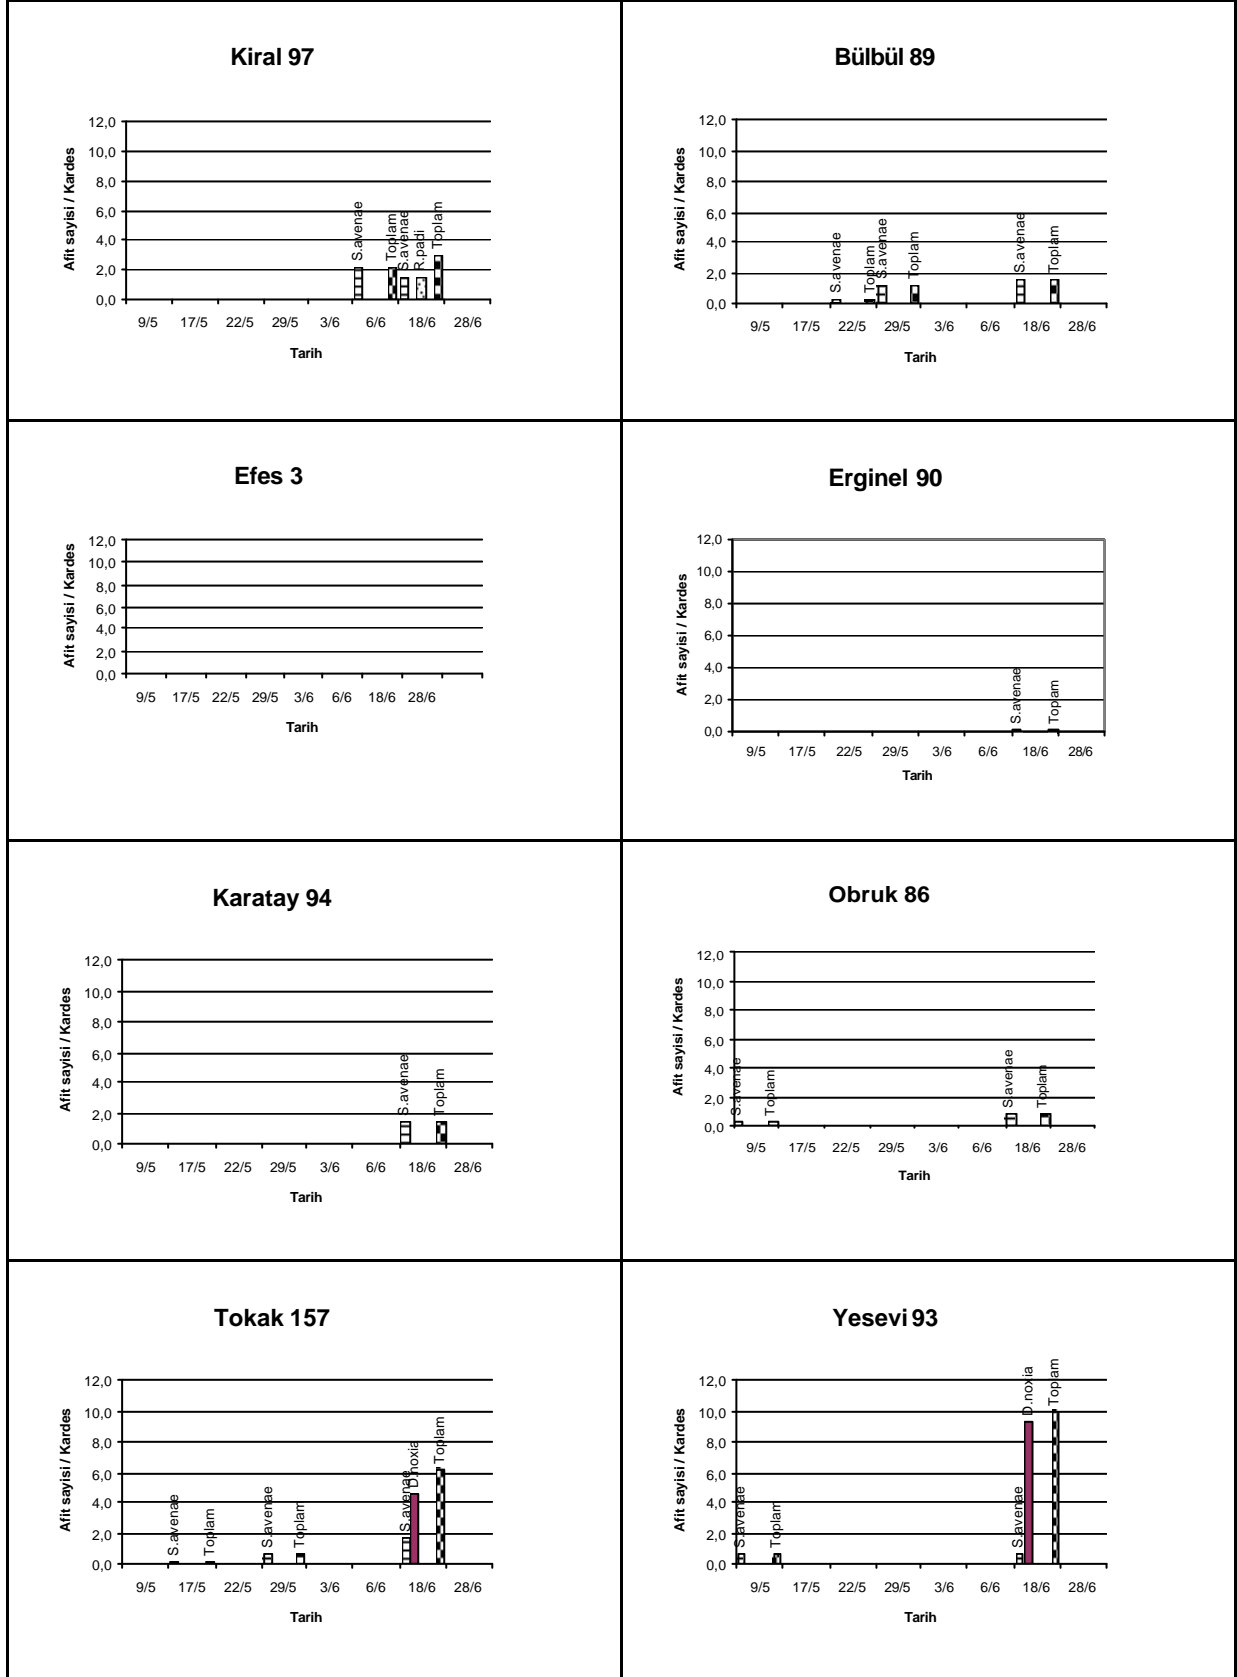 Kiral 97
Afit sayisi / Kardes
12,0
10,0
8,0
6,0
4,0
2,0
0,0
S.avenae
Toplam
S.avenae
R.padi
Toplam
9/5 17/5 22/5 29/5 3/6 6/6 18/6 28/6
Tarih
Bülbül 89
Afit sayisi / Kardes
12,0
10,0
8,0
6,0
4,0
2,0
0,0
S.avenae
Toplam
S.avenae
Toplam
S.avenae
Toplam
9/5 17/5 22/5 29/5 3/6 6/6 18/6 28/6
Tarih
Efes 3
Afit sayisi / Kardes
12,0
10,0
8,0
6,0
4,0
2,0
0,0
9/5 17/5 22/5 29/5 3/6 6/6 18/6 28/6
Tarih
Erginel 90
Afit sayisi / Kardes
12,0
10,0
8,0
6,0
4,0
2,0
0,0
S.avenae
Toplam
9/5 17/5 22/5 29/5 3/6 6/6 18/6 28/6
Tarih
Karatay 94
Afit sayisi / Kardes
12,0
10,0
8,0
6,0
4,0
2,0
0,0
S.avenae
Toplam
9/5 17/5 22/5 29/5 3/6 6/6 18/6 28/6
Tarih
Obruk 86
Afit sayisi / Kardes
12,0
10,0
8,0
6,0
4,0
2,0
0,0
S.avenae
Toplam
S.avenae
Toplam
9/5 17/5 22/5 29/5 3/6 6/6 18/6 28/6
Tarih
Tokak 157
Afit sayisi / Kardes
12,0
10,0
8,0
6,0
4,0
2,0
0,0
S.avenae
Toplam
S.avenae
Toplam
S.avenae
D.noxia
Toplam
9/5 17/5 22/5 29/5 3/6 6/6 18/6 28/6
Tarih
Yesevi 93
Afit sayisi / Kardes
12,0
10,0
8,0
6,0
4,0
2,0
0,0
S.avenae
Toplam
S.avenae
D.noxia
Toplam
9/5 17/5 22/5 29/5 3/6 6/6 18/6 28/6
Tarih